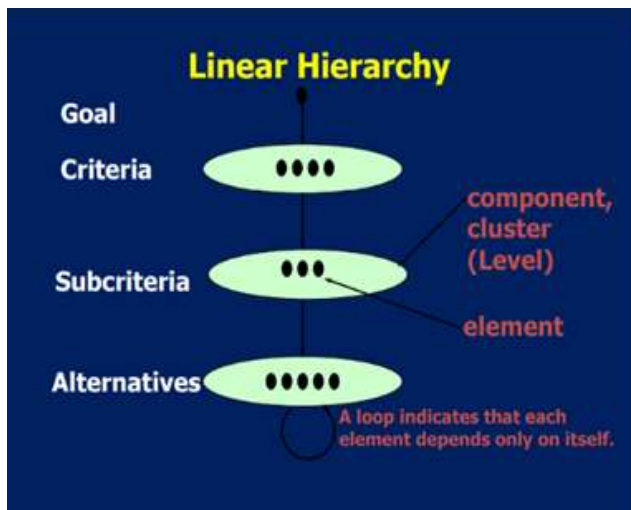 Linear Hierarchy
Goal
Criteria
component,
cluster
(Level)
Subcriteria
element
Alternatives
A loop indicates that each
element depends only on itself.